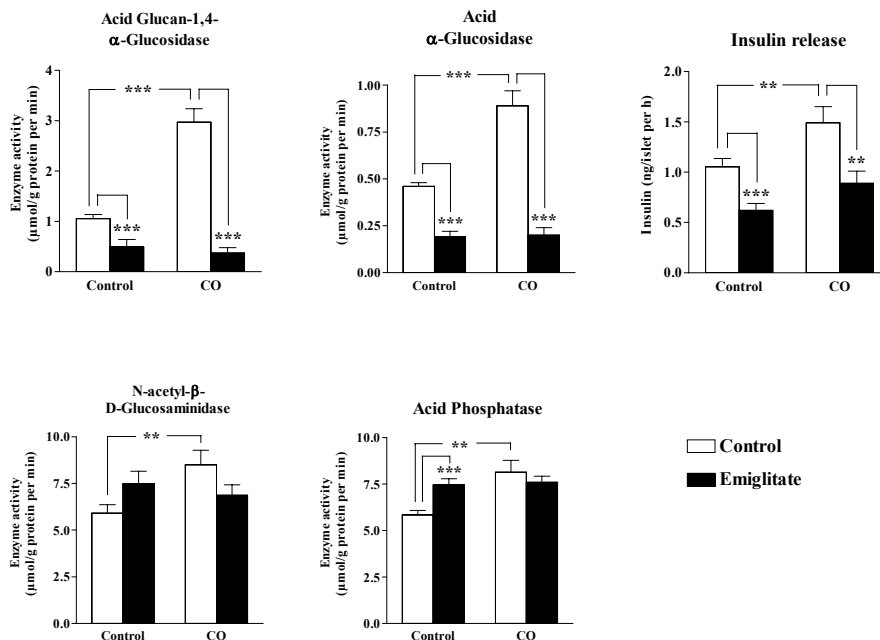 Acid Glucan-1,4-
α-Glucosidase
Enzyme activity
(µmol/g protein per min)
4
3
2
1
0
***
***
***
Control
CO
Acid
α-Glucosidase
Enzyme activity
(µmol/g protein per min)
1.00
0.75
0.50
0.25
0.00
***
***
***
Control
CO
Insulin release
Insulin (ng/islet per h)
2.0
1.5
1.0
0.5
0.0
**
***
**
Control
CO
N-acetyl-β-
D-Glucosaminidase
Enzyme activity
(µmol/g protein per min)
10.0
7.5
5.0
2.5
0.0
**
Control
CO
Acid Phosphatase
Enzyme activity
(µmol/g protein per min)
10.0
7.5
5.0
2.5
0.0
**
***
Control
CO
Control
Emiglitate